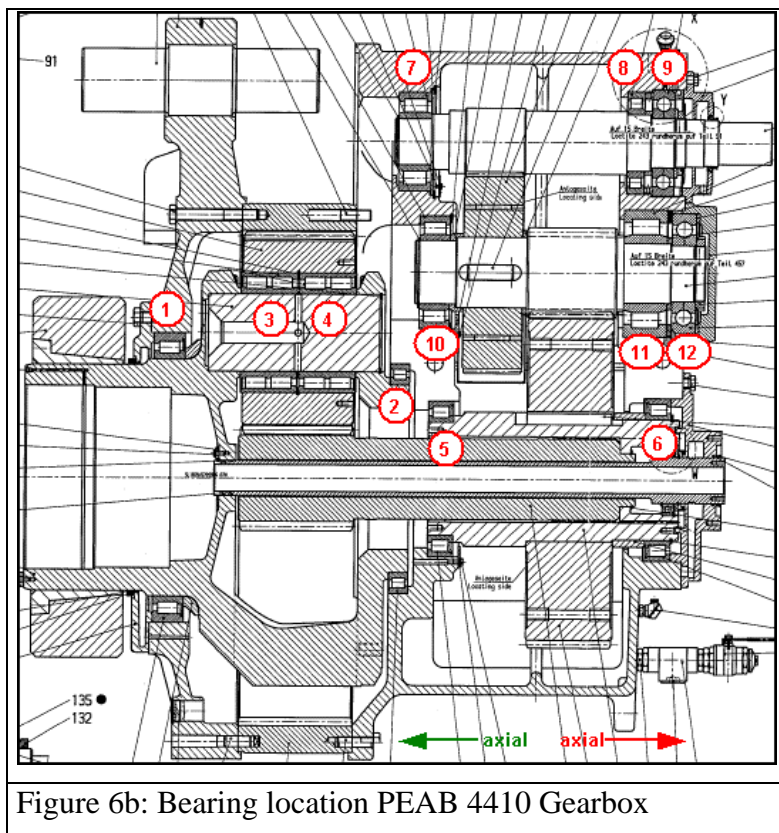 91
X
7
8
9
Y
Auf 15 Breite
Loctite 243 rundherum auf Teil 51
Anlageseite
Locating side
Auf 15 Breite
Loctite 243 rundherum auf Teil 457
1
3
4
10
11
12
2
5
6
W
Anlageseite
Locating side
135
132
axial
axial
Figure 6b: Bearing location PEAB 4410 Gearbox